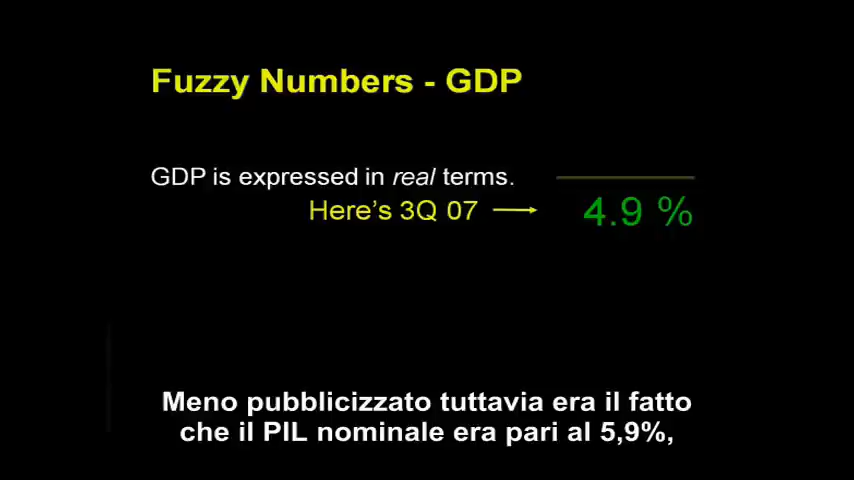 Fuzzy Numbers - GDP
GDP is expressed in real terms.
Here's 3Q 07
4.9 %
Meno pubblicizzato tuttavia era il fatto
che il PIL nominale era pari al 5,9%,